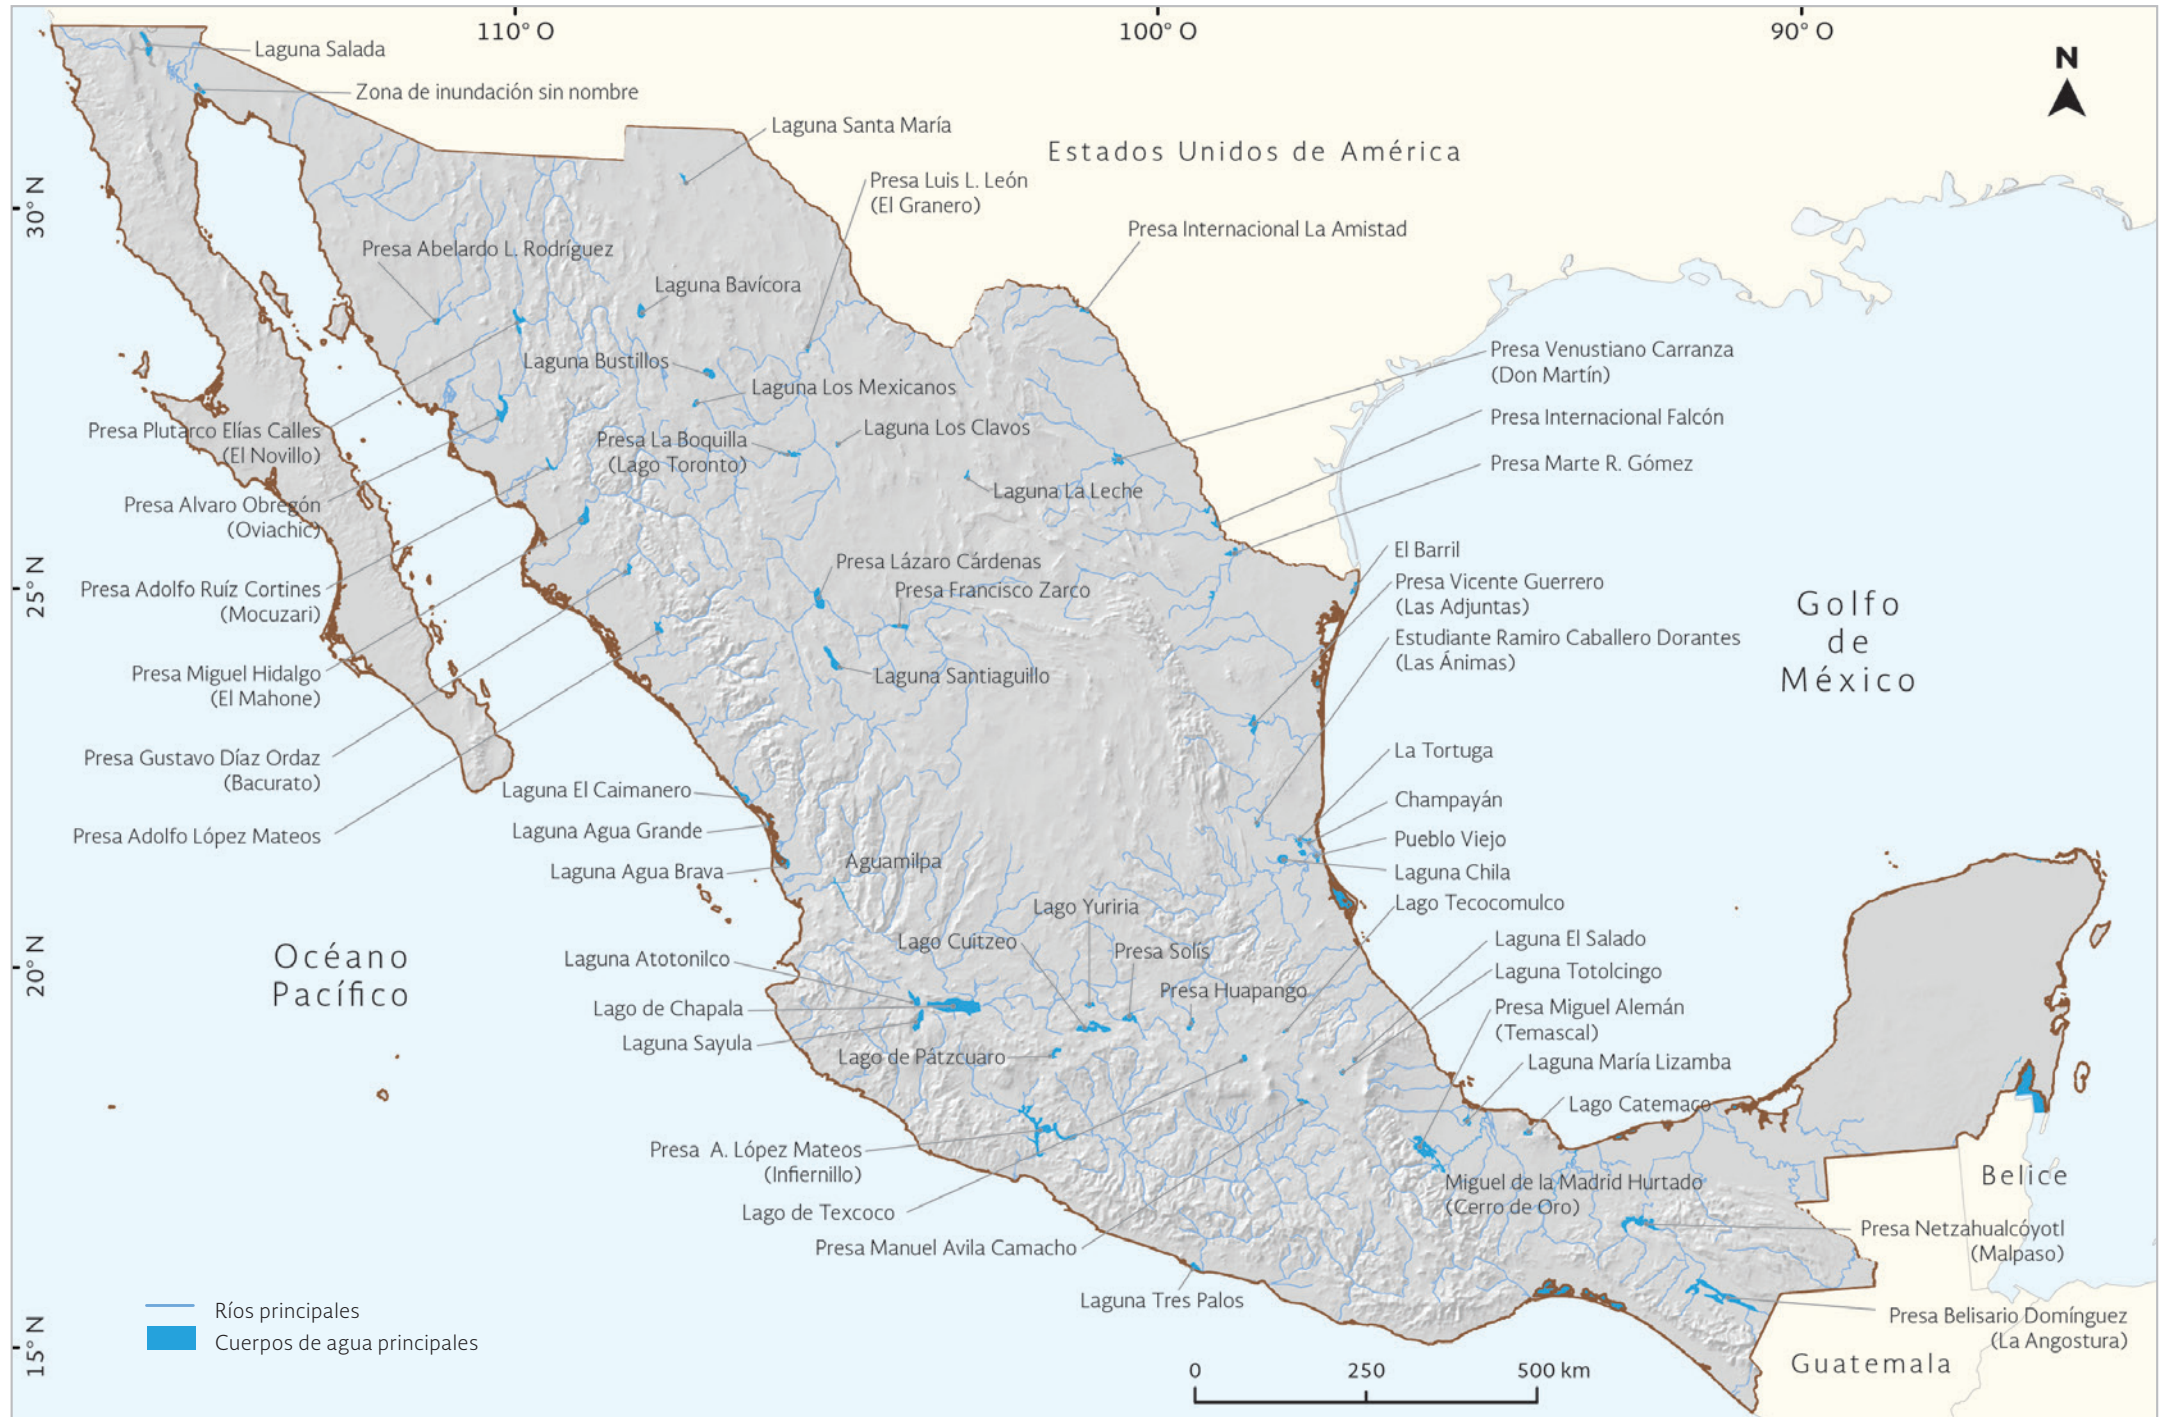 110° O
100° O
90° O
N
30° N
25° N
20° N
15° N
Laguna Salada
Zona de inundación sin nombre
Laguna Santa María
Estados Unidos de América
Presa Luis L. León
(El Granero)
Presa Internacional La Amistad
Presa Abelardo L. Rodríguez
Laguna Bavícora
Laguna Bustillos
Laguna Los Mexicanos
Presa Venustiano Carranza
(Don Martín)
Presa Internacional Falcón
Presa Marte R. Gómez
Presa Plutarco Elías Calles
(El Novillo)
Presa La Boquilla
(Lago Toronto)
Laguna Los Clavos
Laguna La Leche
Presa Alvaro Obregón
(Oviachic)
Presa Adolfo Ruíz Cortines
(Mocuzari)
Presa Lázaro Cárdenas
Presa Francisco Zarco
El Barril
Presa Vicente Guerrero
(Las Adjuntas)
Estudiante Ramiro Caballero Dorantes
(Las Ánimas)
Golfo
de
México
Presa Miguel Hidalgo
(El Mahone)
Laguna Santiaguillo
Presa Gustavo Díaz Ordaz
(Bacurato)
Presa Adolfo López Mateos
Laguna El Caimanero
Laguna Agua Grande
Laguna Agua Brava
Aguamilpa
La Tortuga
Champayán
Pueblo Viejo
Laguna Chila
Lago Tecocomulco
Lago Yuriria
Lago Cuitzeo
Presa Solís
Presa Huapango
Laguna El Salado
Laguna Totolcingo
Presa Miguel Alemán
(Temascal)
Laguna María Lizamba
Lago Catemaco
Océano
Pacífico
Laguna Atotonilco
Lago de Chapala
Laguna Sayula
Lago de Pátzcuaro
Presa A. López Mateos
(Infiernillo)
Lago de Texcoco
Presa Manuel Avila Camacho
Laguna Tres Palos
Miguel de la Madrid Hurtado
(Cerro de Oro)
Belice
Presa Netzahualcóyotl
(Malpaso)
Presa Belisario Domínguez
(La Angostura)
Guatemala
Ríos principales
Cuerpos de agua principales
0 250 500 km